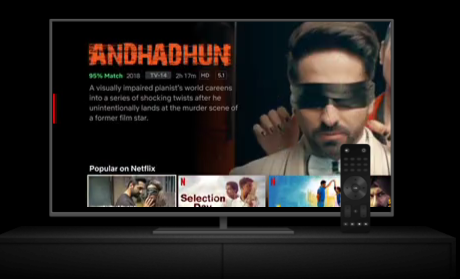 ANDHADHUN
95% Match 2018 TV-14 2h 17m HD 5.1
A visually impaired pianist's world careens
into a series of shocking twists after he
unintentionally lands at the murder scene of
a former film star.
Popular on Netflix
N
Selection
Day
N